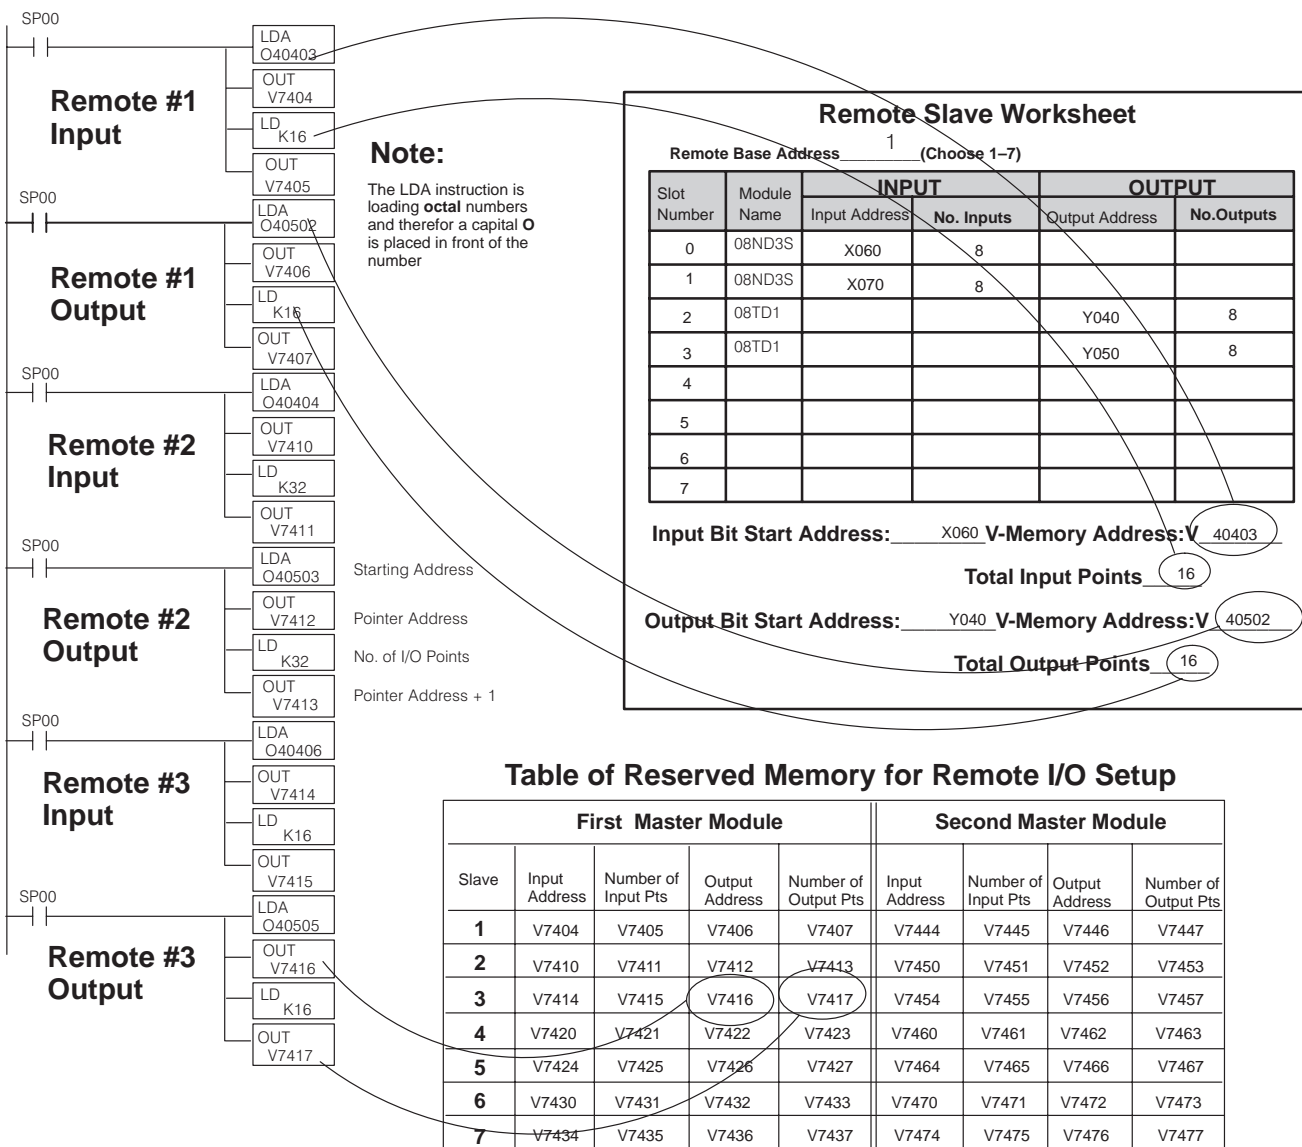 SP00
LDA
O40403
OUT
V7404
LD
K16
OUT
V7405
Remote #1
Input
SP00
LDA
O40502
OUT
V7406
LD
K16
OUT
V7407
Remote #1
Output
SP00
LDA
O40404
OUT
V7410
LD
K32
OUT
V7411
Remote #2
Input
SP00
LDA
O40503
Starting Address
OUT
V7412
Pointer Address
LD
K32
No. of I/O Points
OUT
V7413
Pointer Address + 1
Remote #2
Output
SP00
LDA
O40406
OUT
V7414
LD
K16
OUT
V7415
Remote #3
Input
SP00
LDA
O40505
OUT
V7416
LD
K16
OUT
V7417
Remote #3
Output
Note:
The LDA instruction is
loading octal numbers
and therefor a capital O
is placed in front of the
number
Remote Slave Worksheet
Remote Base Address 1 (Choose 1–7)
Slot Number Module Name INPUT OUTPUT
Input Address No. Inputs Output Address No.Outputs
0 08ND3S X060 8
1 08ND3S X070 8
2 08TD1 Y040 8
3 08TD1 Y050 8
4
5
6
7
Input Bit Start Address: X060 V-Memory Address:V 40403
Total Input Points 16
Output Bit Start Address: Y040 V-Memory Address:V 40502
Total Output Points 16
Table of Reserved Memory for Remote I/O Setup
First Master Module Second Master Module
Slave Input Address Number of Input Pts Output Address Number of Output Pts Input Address Number of Input Pts Output Address Number of Output Pts
1 V7404 V7405 V7406 V7407 V7444 V7445 V7446 V7447
2 V7410 V7411 V7412 V7413 V7450 V7451 V7452 V7453
3 V7414 V7415 V7416 V7417 V7454 V7455 V7456 V7457
4 V7420 V7421 V7422 V7423 V7460 V7461 V7462 V7463
5 V7424 V7425 V7426 V7427 V7464 V7465 V7466 V7467
6 V7430 V7431 V7432 V7433 V7470 V7471 V7472 V7473
7 V7434 V7435 V7436 V7437 V7474 V7475 V7476 V7477